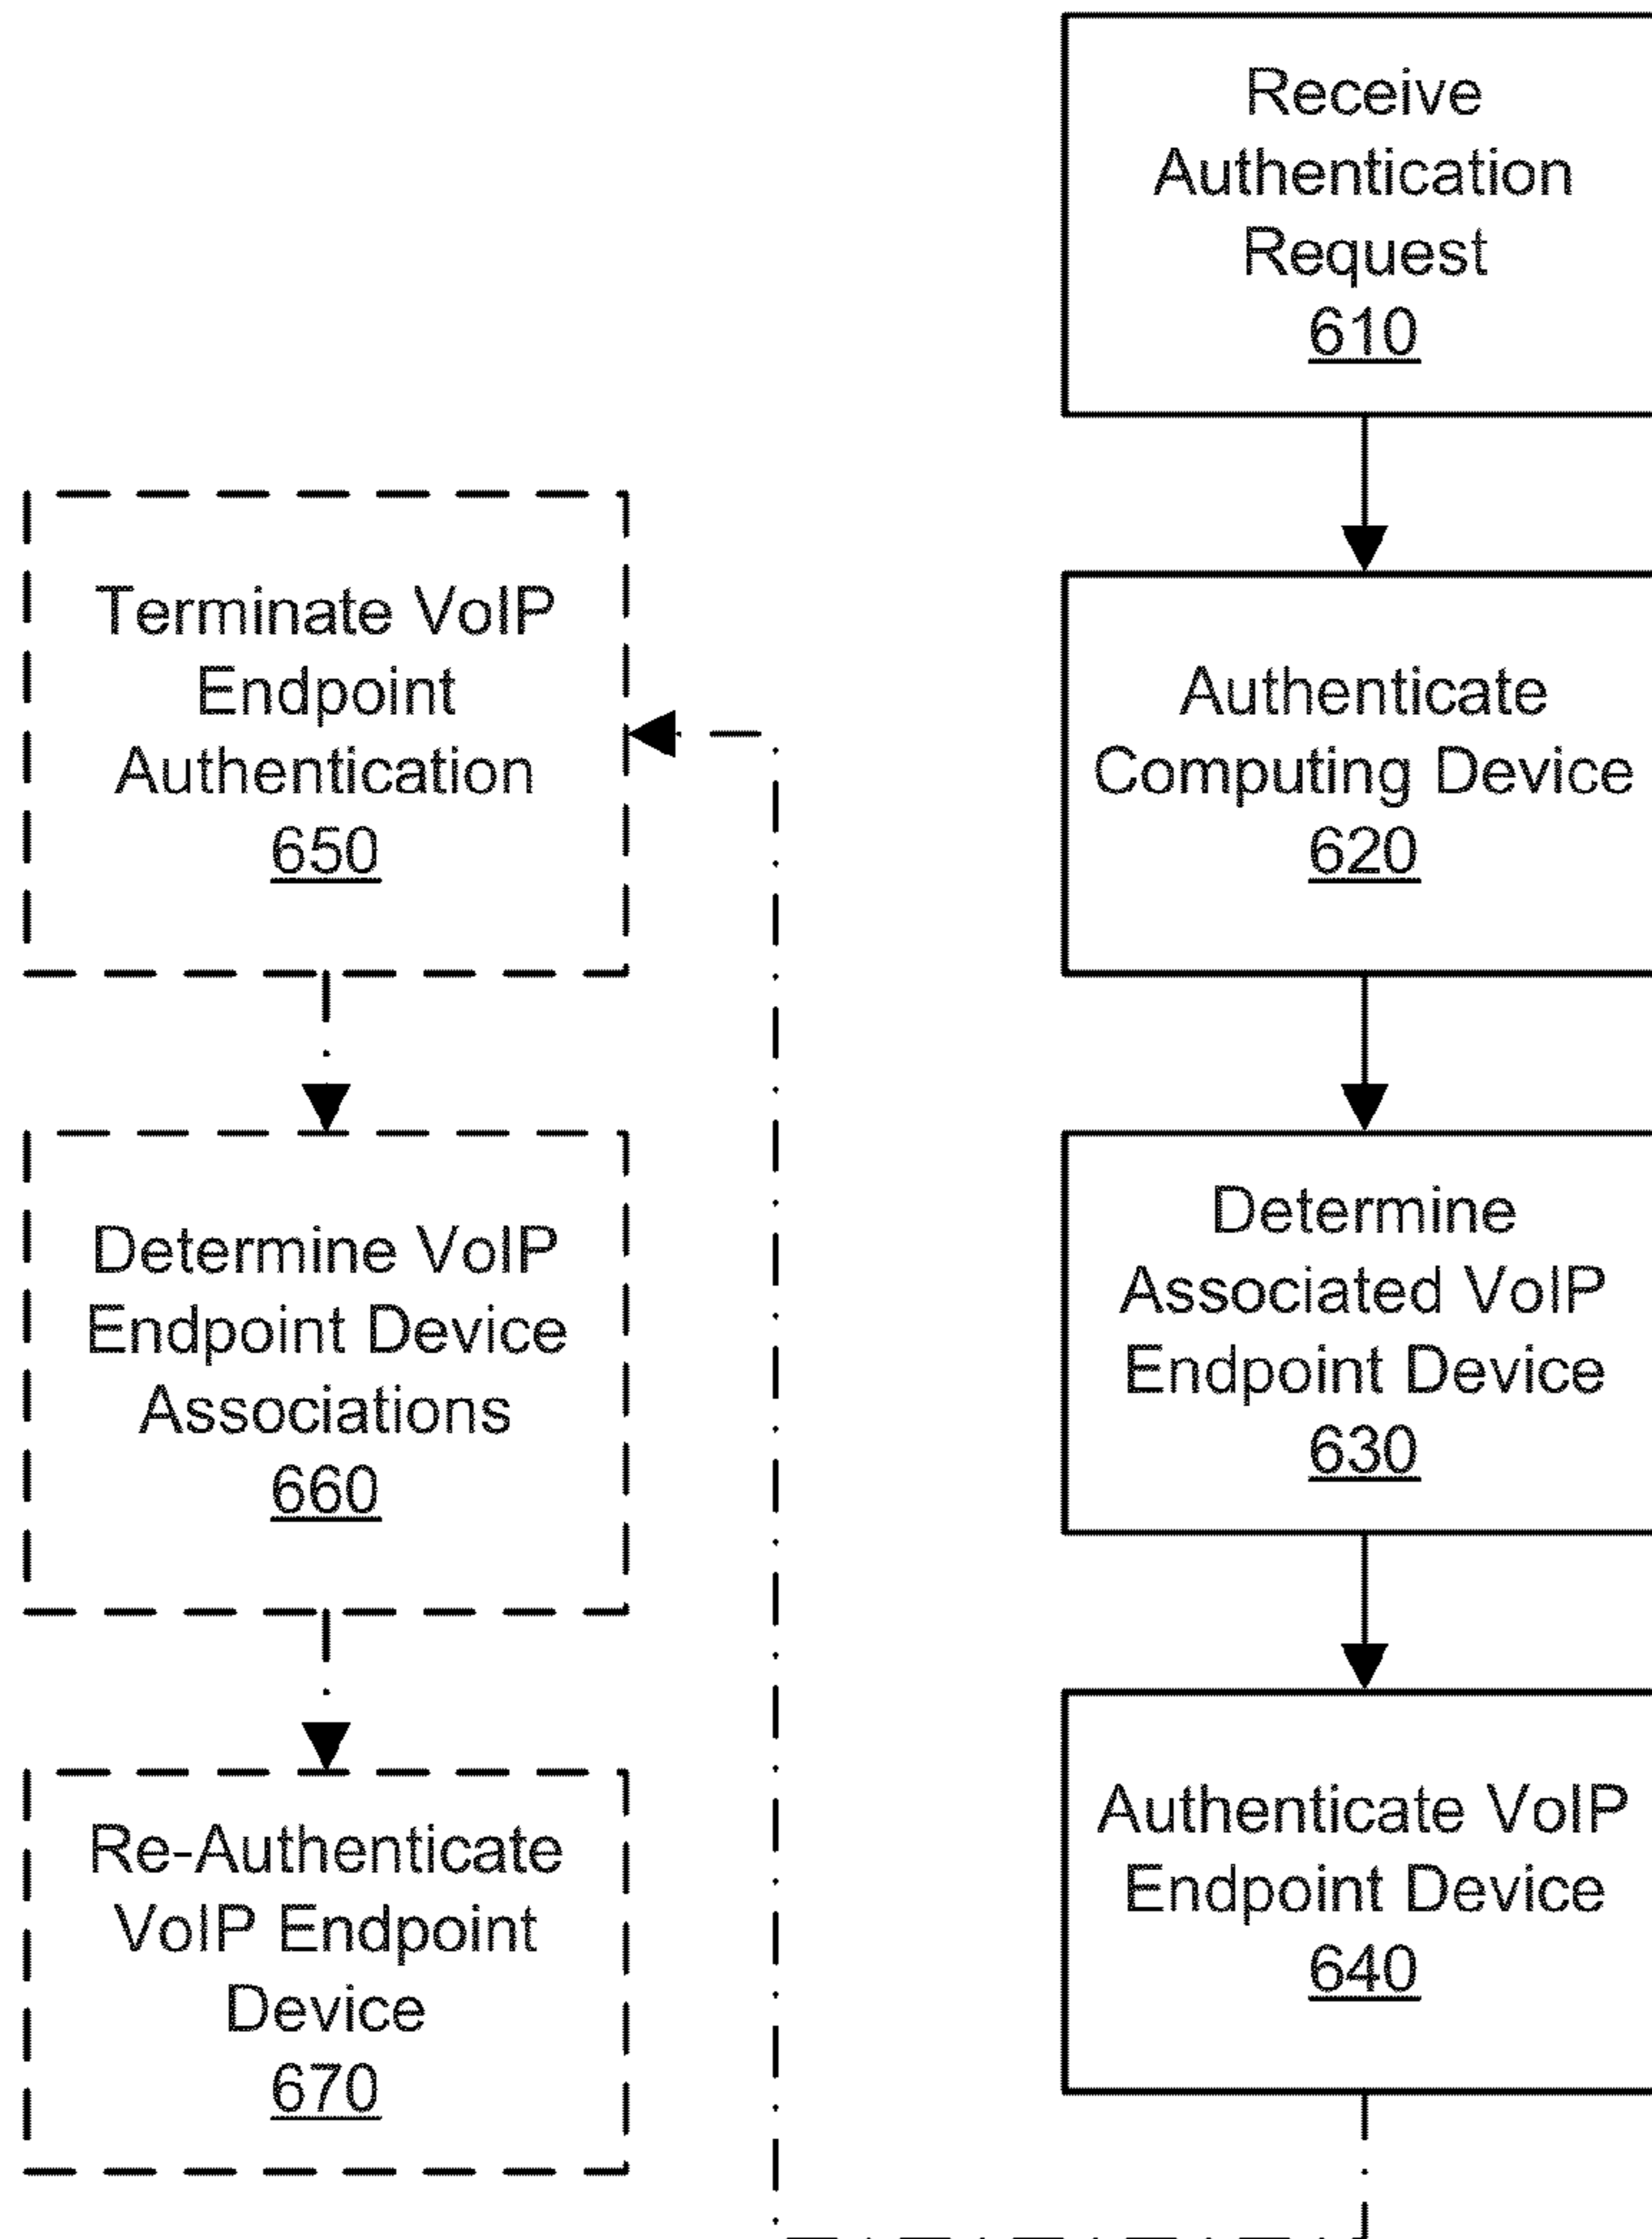 Receive
Authentication
Request
610
Authenticate
Computing Device
620
Determine
Associated VoIP
Endpoint Device
630
Authenticate VoIP
Endpoint Device
640
Terminate VoIP
Endpoint
Authentication
650
Determine VoIP
Endpoint Device
Associations
660
Re-Authenticate
VoIP Endpoint
Device
670